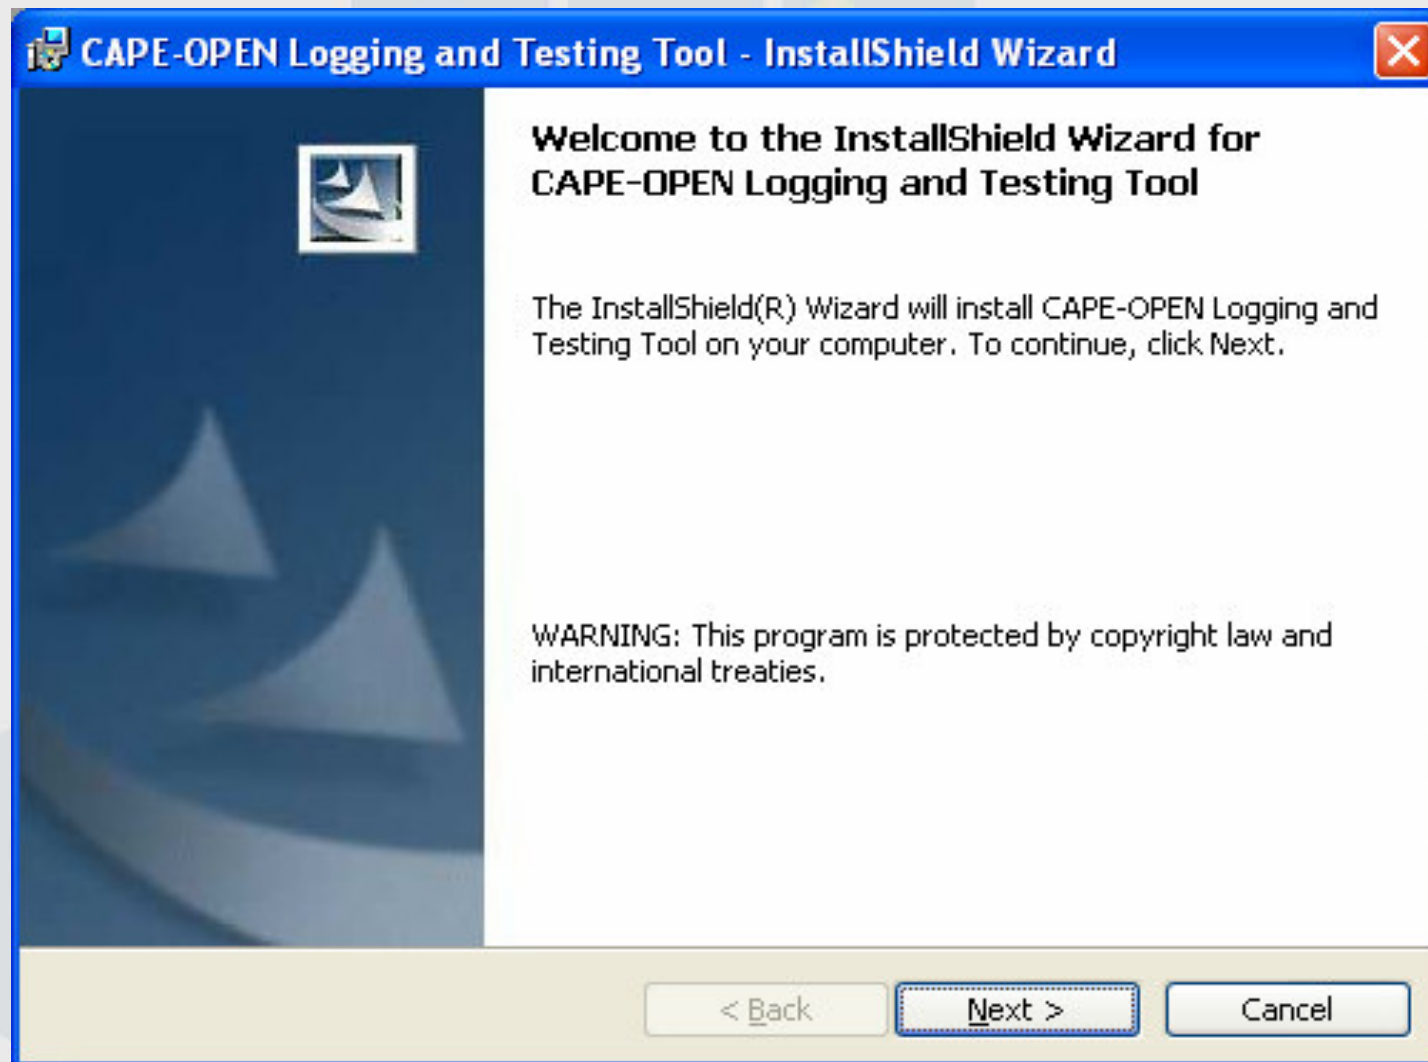 CAPE-OPEN Logging and Testing Tool - InstallShield Wizard
Welcome to the InstallShield Wizard for
CAPE-OPEN Logging and Testing Tool
The InstallShield(R) Wizard will install CAPE-OPEN Logging and
Testing Tool on your computer. To continue, click Next.
WARNING: This program is protected by copyright law and
international treaties.
< Back
Next >
Cancel